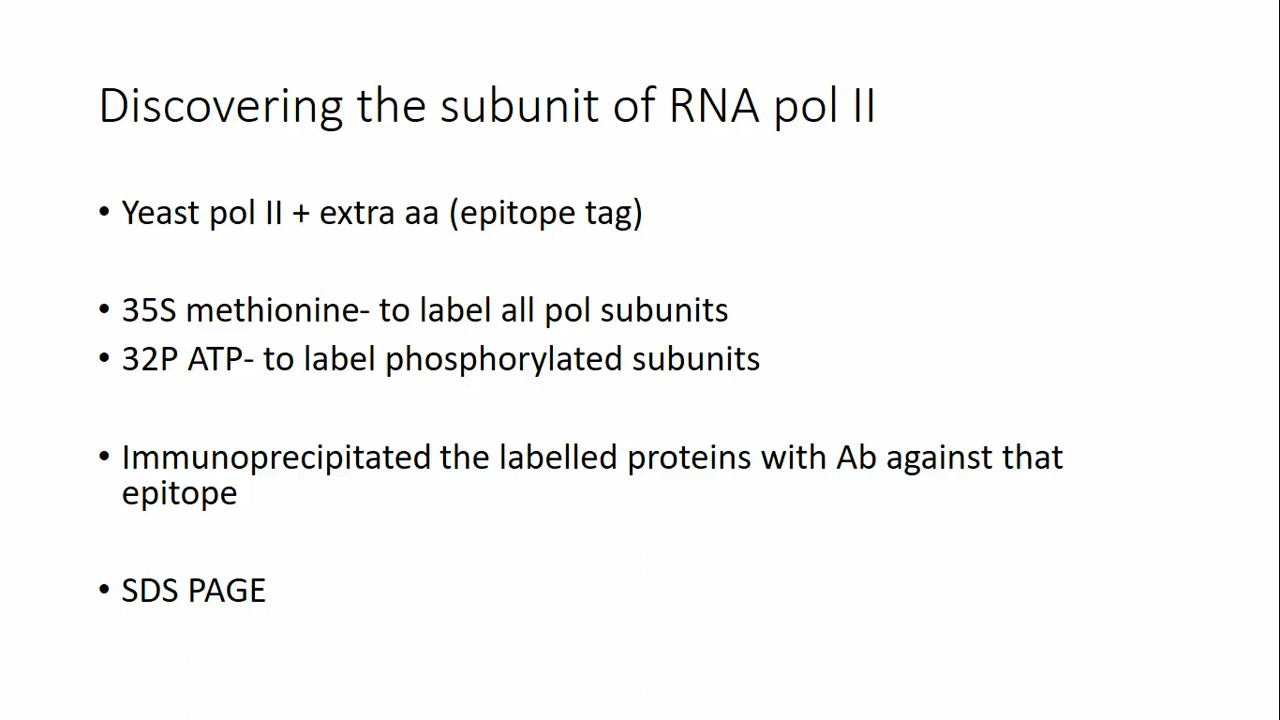 Discovering the subunit of RNA pol II
• Yeast pol II + extra aa (epitope tag)
• 35S methionine- to label all pol subunits
• 32P ATP- to label phosphorylated subunits
• Immunoprecipitated the labelled proteins with Ab against that
epitope
• SDS PAGE